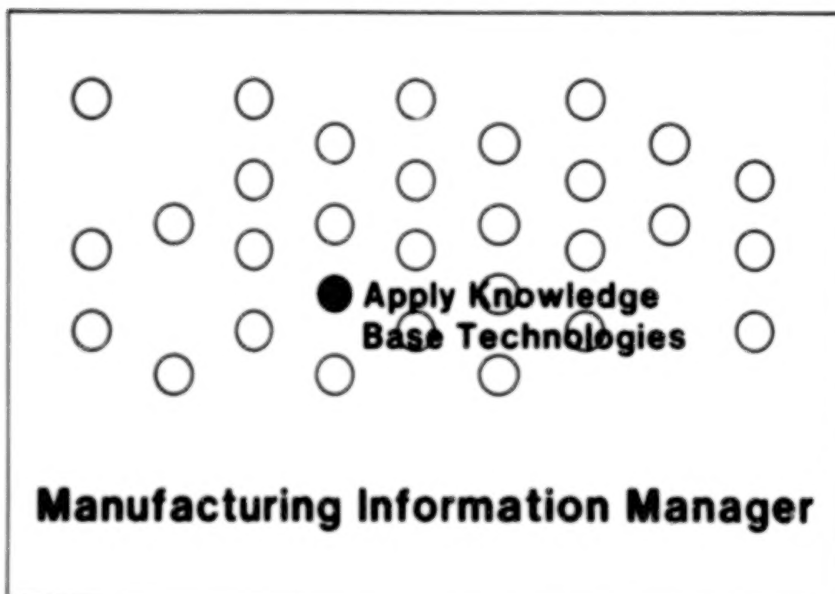 Apply Knowledge
Base Technologies
Manufacturing Information Manager